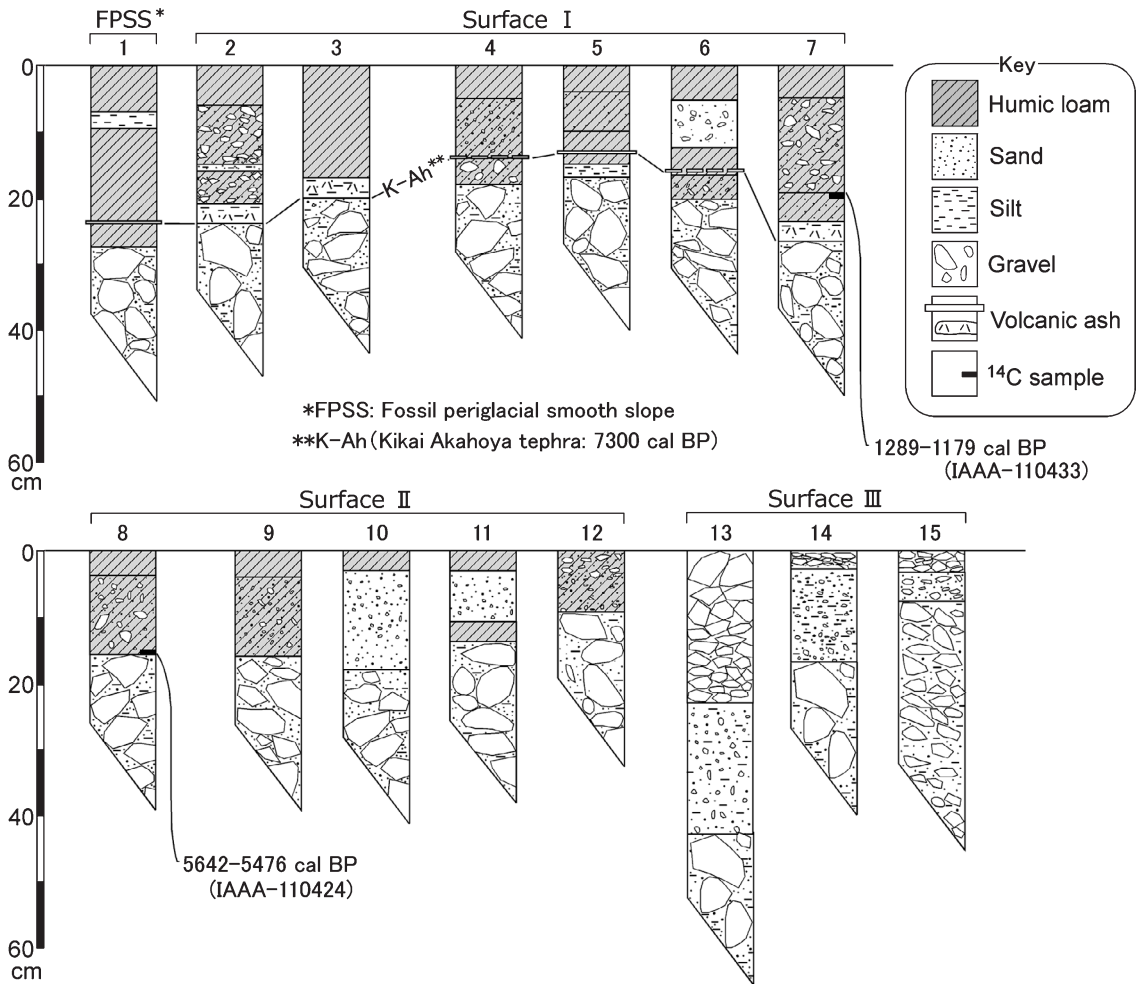 FPSS*
Surface Ⅰ
1 2 3 4 5 6 7
0
20
40
60
cm
K-Ah**
*FPSS: Fossil periglacial smooth slope
**K-Ah(Kikai Akahoya tephra: 7300 cal BP)
Key
Humic loam
Sand
Silt
Gravel
Volcanic ash
14C sample
1289-1179 cal BP
(IAAA-110433)
Surface Ⅱ
Surface Ⅲ
8 9 10 11 12 13 14 15
0
20
40
60
cm
5642-5476 cal BP
(IAAA-110424)